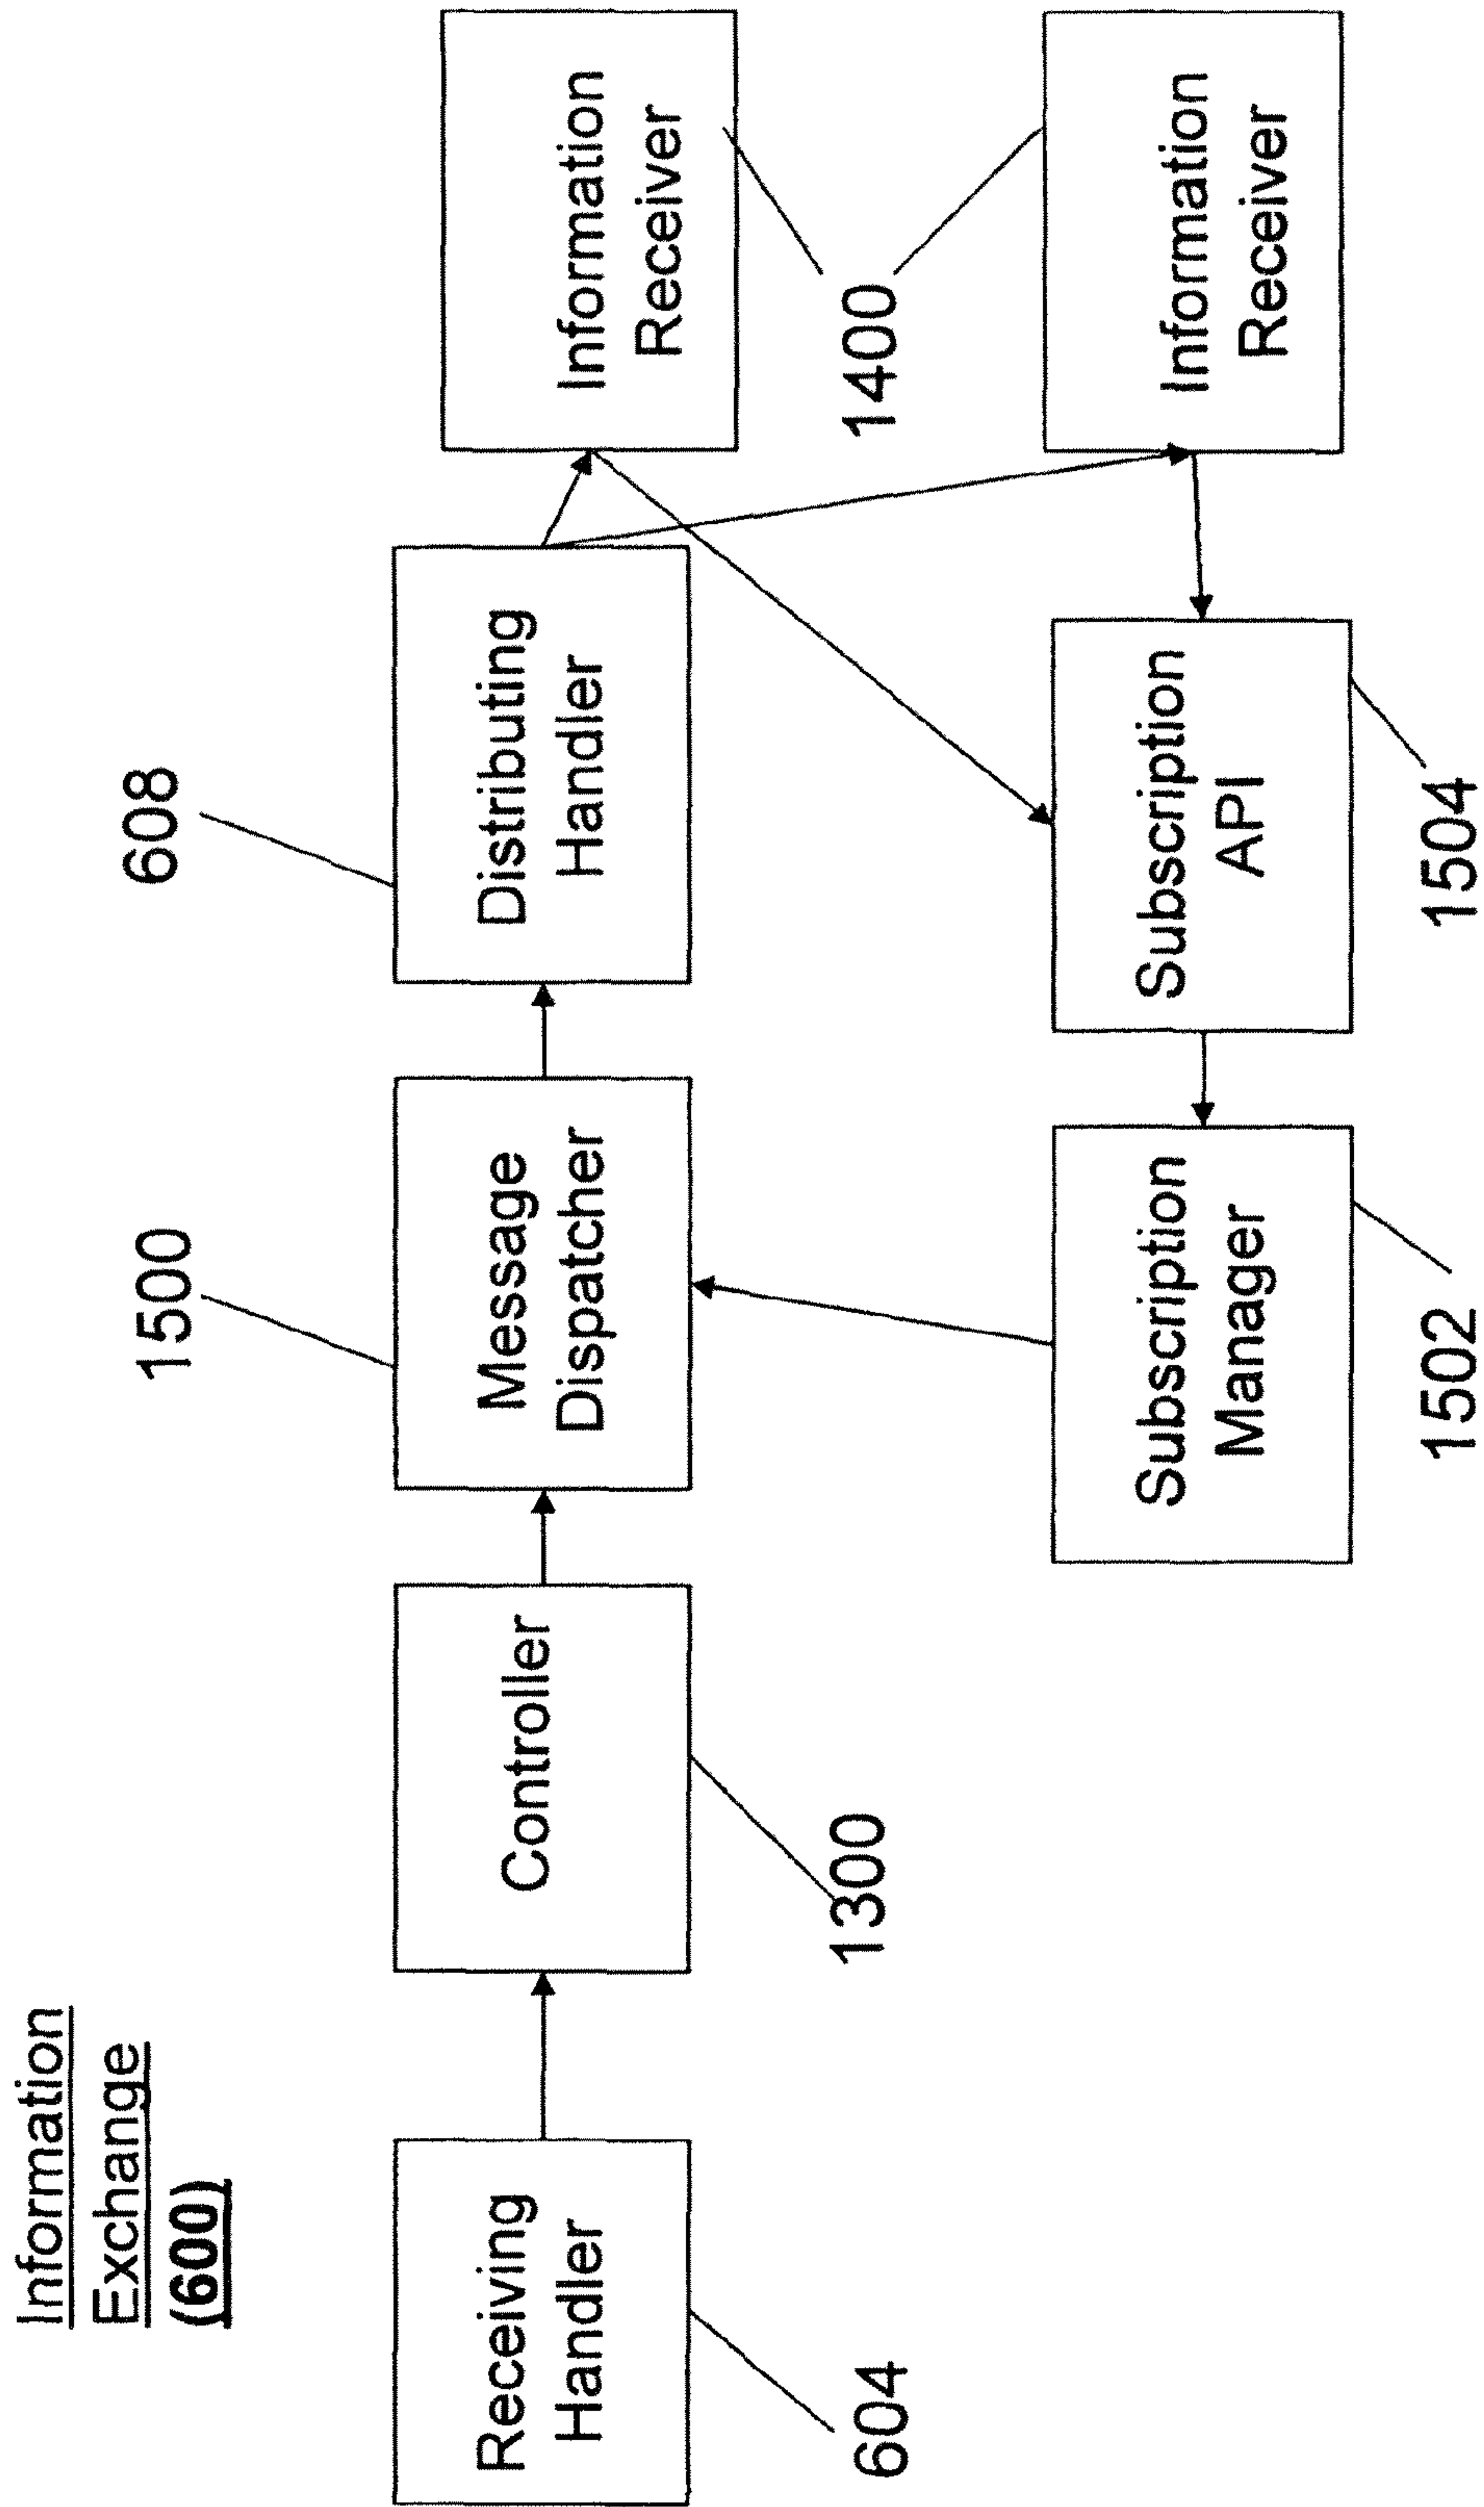 Information
Exchange
(600)
608
1500
Receiving
Handler
Controller
Message
Dispatcher
Distributing
Handler
Information
Receiver
604
1300
1400
Subscription
Manager
Subscription
API
Information
Receiver
1502
1504